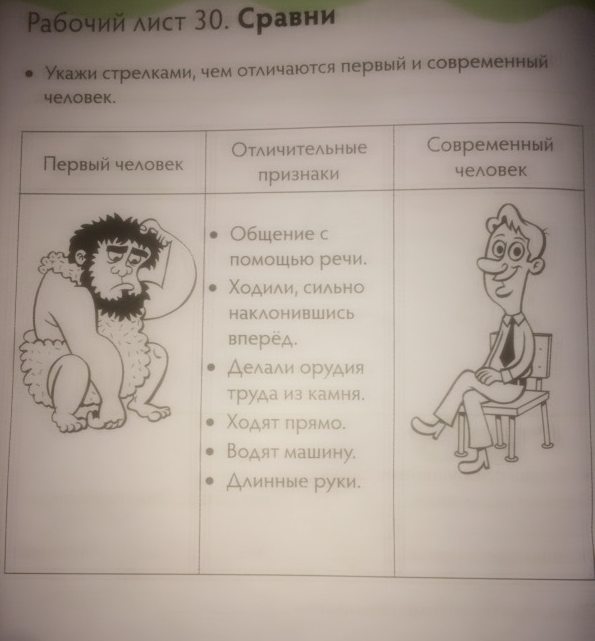 Рабочий лист 30. Сравни
• Укажи стрелками, чем отличаются первый и современный
человек.
Первый человек
Отличительные
признаки
Современный
человек
• Общение с
помощью речи.
• Ходили, сильно
наклонившись
вперёд.
• Делали орудия
труда из камня.
• Ходят прямо.
• Водят машину.
• Длинные руки.